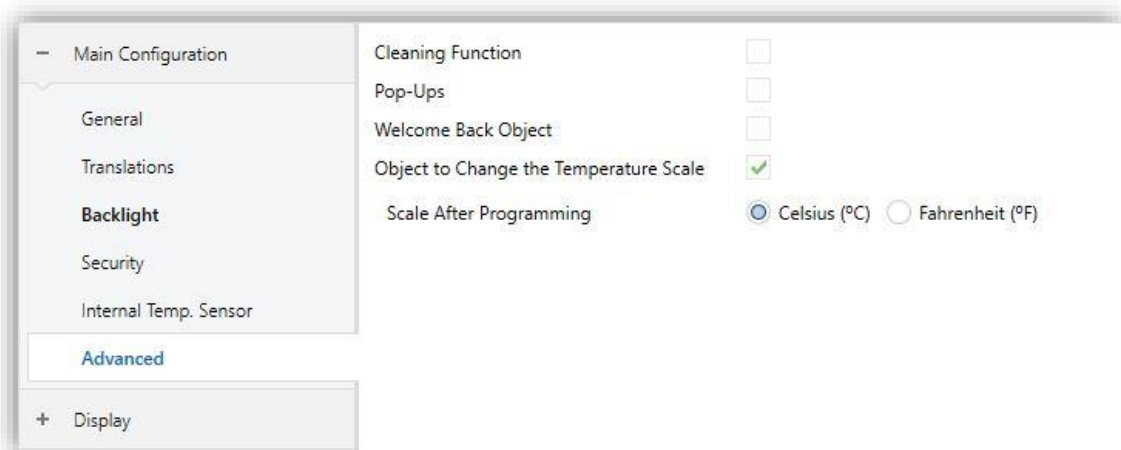 Main Configuration
General
Translations
Backlight
Security
Internal Temp. Sensor
Advanced
Display
Cleaning Function
Pop-Ups
Welcome Back Object
Object to Change the Temperature Scale
Scale After Programming Celsius (ºC) Fahrenheit (ºF)